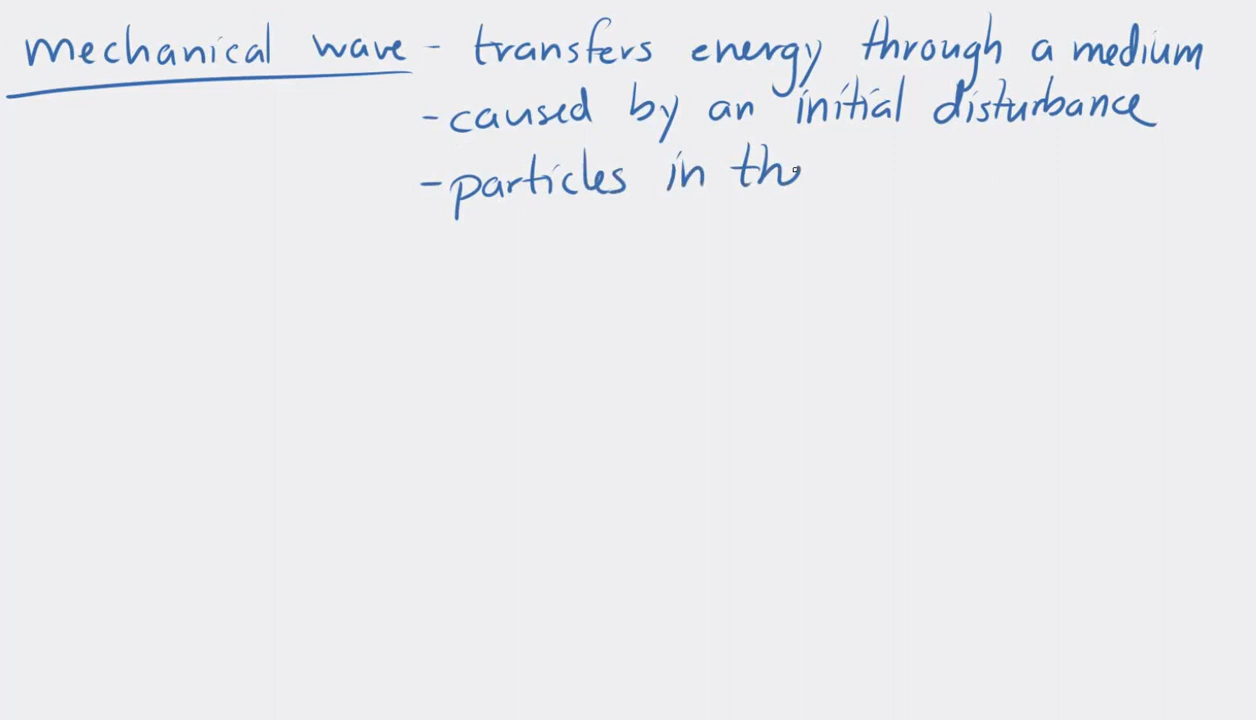 mechanical wave - transfers energy through a medium
- caused by an initial disturbance
- particles in th